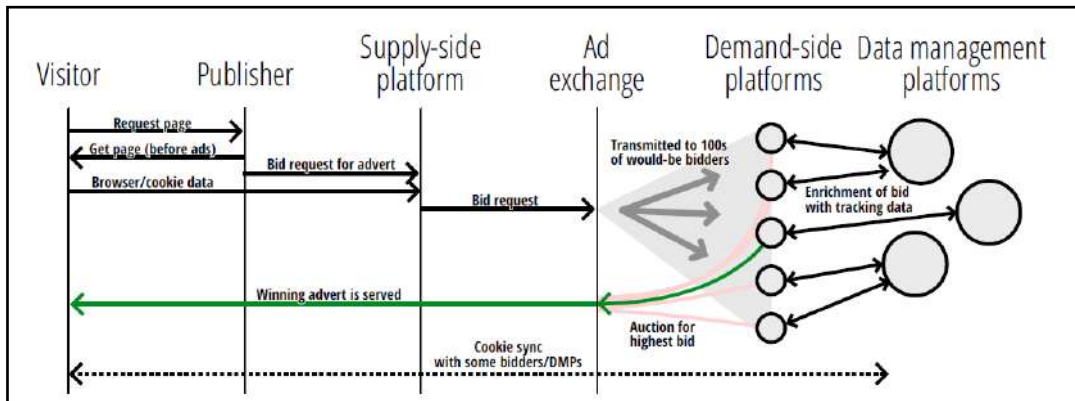 Visitor
Publisher
Supply-side
platform
Ad
exchange
Demand-side
platforms
Data management
platforms
Request page
Get page (before ads)
Bid request for advert
Browser/cookie data
Bid request
Transmitted to 100s
of would-be bidders
Enrichment of bid
with tracking data
Winning advert is served
Auction for
highest bid
Cookie sync
with some bidders/DMPs